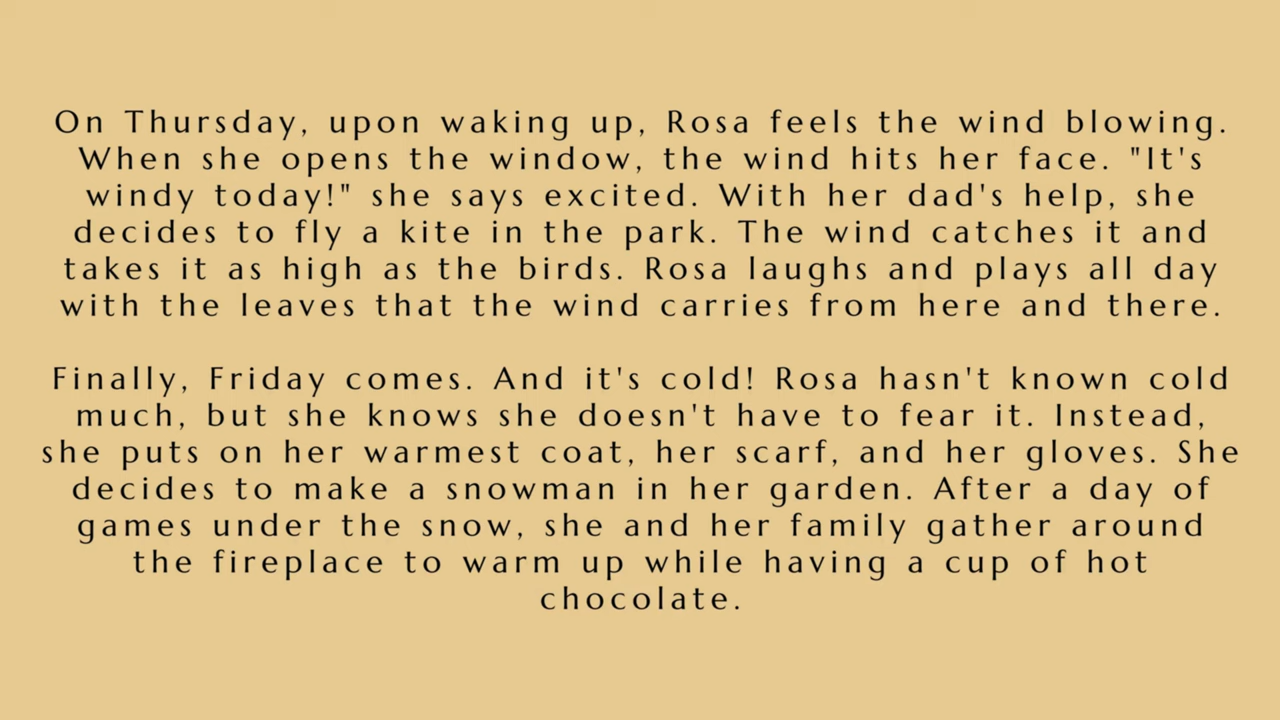 On Thursday, upon waking up, Rosa feels the wind blowing.
When she opens the window, the wind hits her face. "It's
windy today!" she says excited. With her dad's help, she
decides to fly a kite in the park. The wind catches it and
takes it as high as the birds. Rosa laughs and plays all day
with the leaves that the wind carries from here and there.
Finally, Friday comes. And it's cold! Rosa hasn't known cold
much, but she knows she doesn't have to fear it. Instead,
she puts on her warmest coat, her scarf, and her gloves. She
decides to make a snowman in her garden. After a day of
games under the snow, she and her family gather around
the fireplace to warm up while having a cup of hot
chocolate.